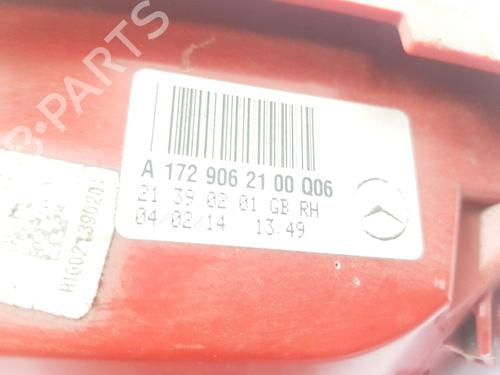 B-PARTS
A 172 906 21 00 Q06
21 39 02 01 GB RH
04/02/14 13:49